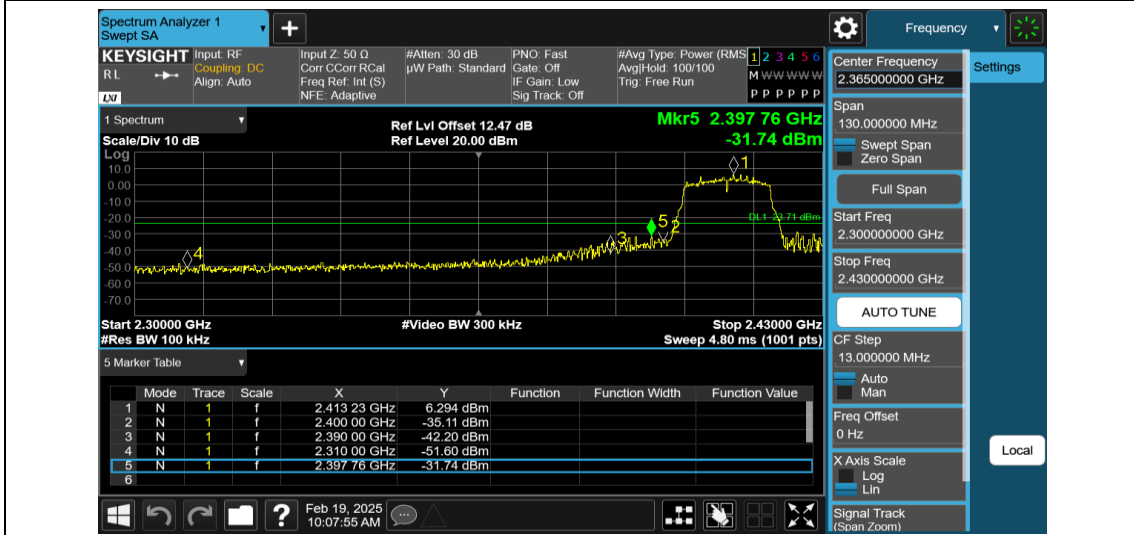 Spectrum Analyzer 1
Swept SA
Frequency
KEYSIGHT
RL
LXI
Input: RF
Coupling: DC
Align: Auto
Input Z: 50 Ω
Corr CCorr RCal
Freq Ref: Int (S)
NFE: Adaptive
#Atten: 30 dB
µW Path: Standard
PNO: Fast
Gate: Off
IF Gain: Low
Sig Track: Off
#Avg Type: Power (RMS
Avg|Hold: 100/100
Trig: Free Run
1 2 3 4 5 6
M W W W W W
P P P P P P
1 Spectrum
Scale/Div 10 dB
Ref Lvl Offset 12.47 dB
Ref Level 20.00 dBm
Mkr5 2.397 76 GHz
-31.74 dBm
Log
10.0
0.00
-10.0
-20.0
-30.0
-40.0
-50.0
-60.0
-70.0
1
2
3
4
5
DL1 -23.71 dBm
Start 2.30000 GHz
#Video BW 300 kHz
Stop 2.43000 GHz
#Res BW 100 kHz
Sweep 4.80 ms (1001 pts)
5 Marker Table
Mode Trace Scale X Y Function Function Width Function Value
1 N 1 f 2.413 23 GHz 6.294 dBm
2 N 1 f 2.400 00 GHz -35.11 dBm
3 N 1 f 2.390 00 GHz -42.20 dBm
4 N 1 f 2.310 00 GHz -51.60 dBm
5 N 1 f 2.397 76 GHz -31.74 dBm
6
Feb 19, 2025
10:07:55 AM
Center Frequency
2.365000000 GHz
Span
130.000000 MHz
Swept Span
Zero Span
Full Span
Start Freq
2.300000000 GHz
Stop Freq
2.430000000 GHz
AUTO TUNE
CF Step
13.000000 MHz
Auto
Man
Freq Offset
0 Hz
X Axis Scale
Log
Lin
Signal Track
(Span Zoom)
Settings
Local